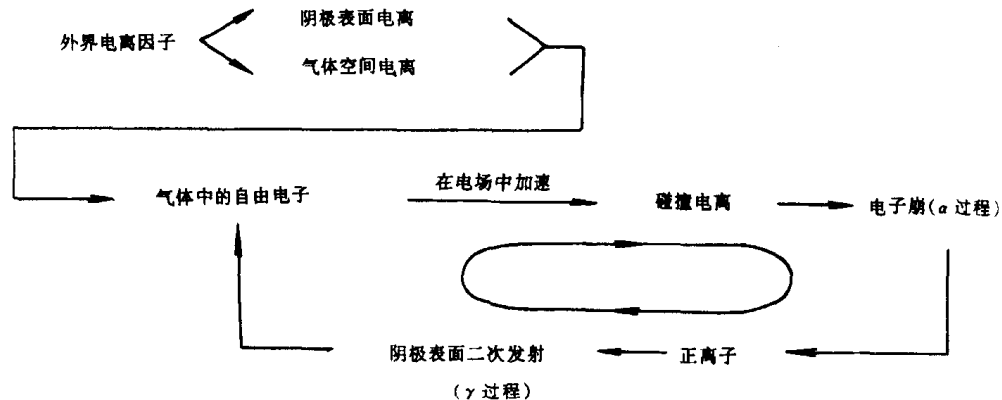 阴极表面电离
外界电离因子
气体空间电离
在电场中加速
气体中的自由电子
碰撞电离
电子崩(α过程)
阴极表面二次发射
正离子
(γ过程)